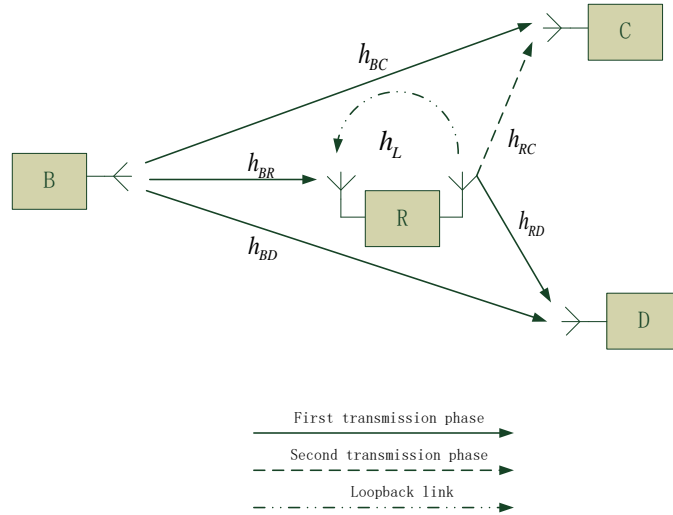 C
h_BC
h_L
h_RC
B
h_BR
R
h_RD
h_BD
D
First transmission phase
Second transmission phase
Loopback link